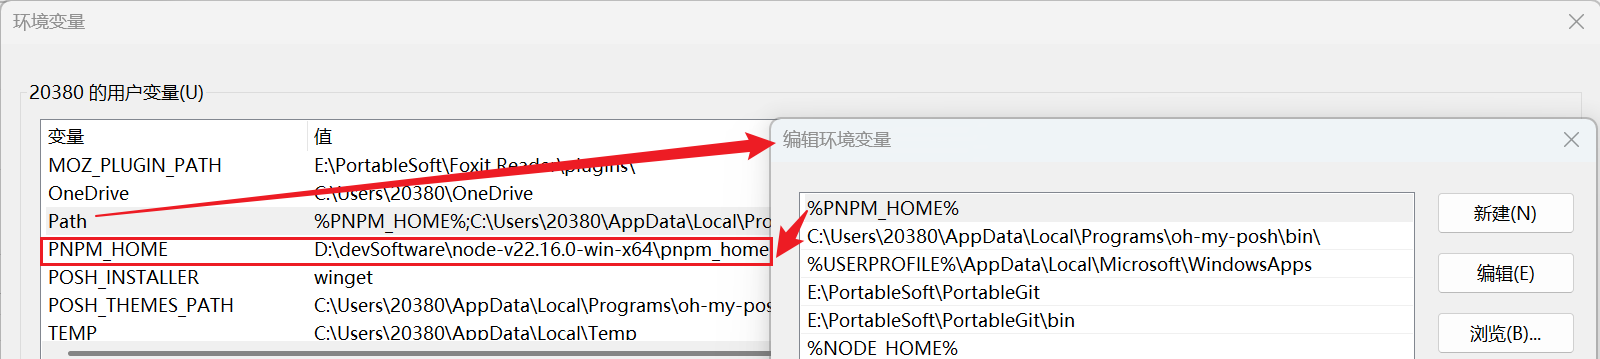 环境变量
20380 的用户变量(U)
变量 值
MOZ_PLUGIN_PATH E:\PortableSoft\Foxit Reader\plugins\
OneDrive C:\Users\20380\OneDrive
Path %PNPM_HOME%;C:\Users\20380\AppData\Local\Pro
PNPM_HOME D:\devSoftware\node-v22.16.0-win-x64\pnpm_home
POSH_INSTALLER winget
POSH_THEMES_PATH C:\Users\20380\AppData\Local\Programs\oh-my-pos
TEMP C:\Users\20380\AppData\Local\Temp
编辑环境变量
%PNPM_HOME%
C:\Users\20380\AppData\Local\Programs\oh-my-posh\bin\
%USERPROFILE%\AppData\Local\Microsoft\WindowsApps
E:\PortableSoft\PortableGit
E:\PortableSoft\PortableGit\bin
%NODE_HOME%
新建(N)
编辑(E)
浏览(B)...